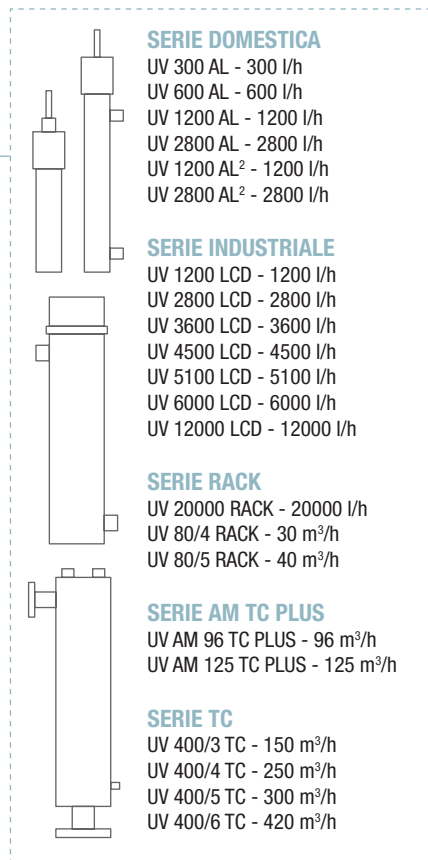 SERIE DOMESTICA
UV 300 AL - 300 l/h
UV 600 AL - 600 l/h
UV 1200 AL - 1200 l/h
UV 2800 AL - 2800 l/h
UV 1200 AL² - 1200 l/h
UV 2800 AL² - 2800 l/h
SERIE INDUSTRIALE
UV 1200 LCD - 1200 l/h
UV 2800 LCD - 2800 l/h
UV 3600 LCD - 3600 l/h
UV 4500 LCD - 4500 l/h
UV 5100 LCD - 5100 l/h
UV 6000 LCD - 6000 l/h
UV 12000 LCD - 12000 l/h
SERIE RACK
UV 20000 RACK - 20000 l/h
UV 80/4 RACK - 30 m³/h
UV 80/5 RACK - 40 m³/h
SERIE AM TC PLUS
UV AM 96 TC PLUS - 96 m³/h
UV AM 125 TC PLUS - 125 m³/h
SERIE TC
UV 400/3 TC - 150 m³/h
UV 400/4 TC - 250 m³/h
UV 400/5 TC - 300 m³/h
UV 400/6 TC - 420 m³/h